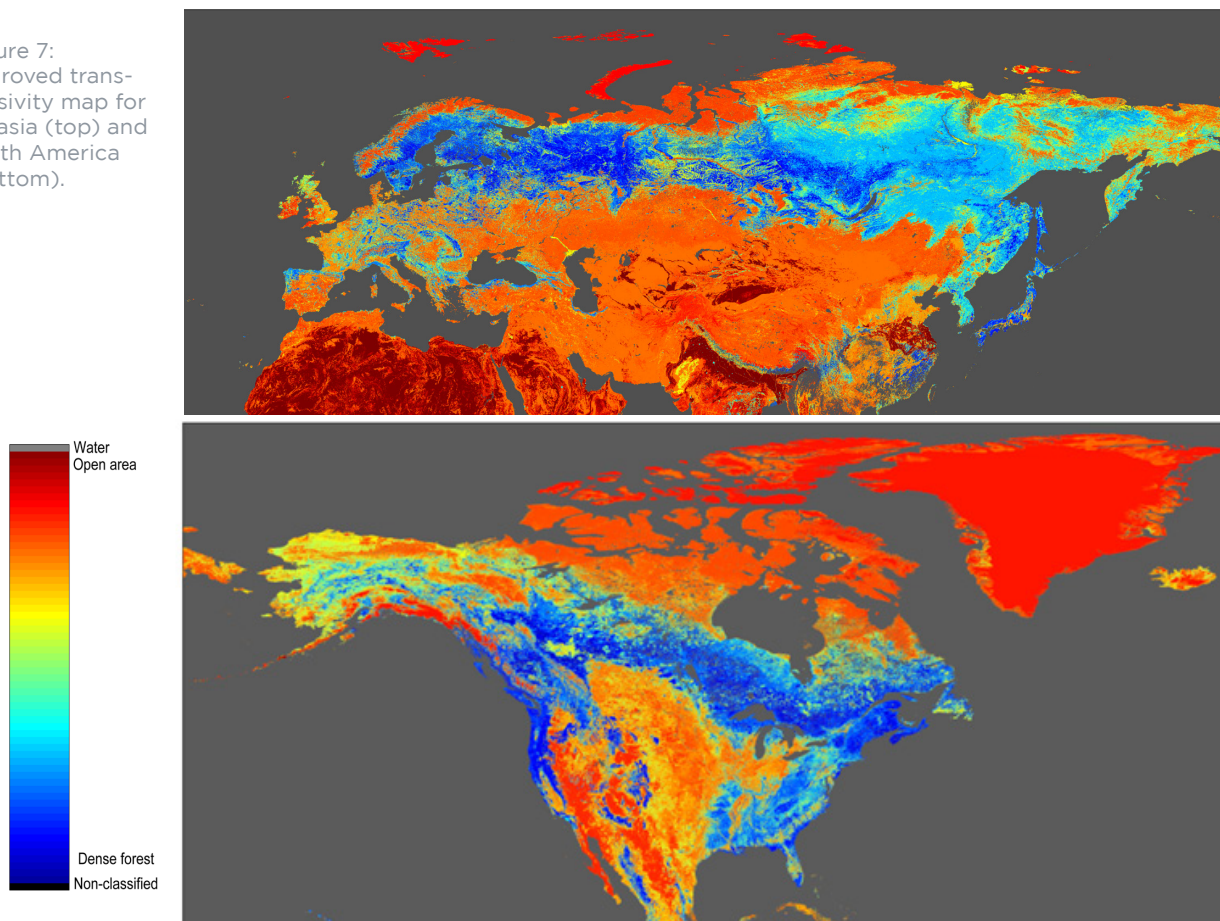 ure 7:
roved trans-
sivity map for
asia (top) and
th America
ttom).
Water
Open area
Dense forest
Non-classified